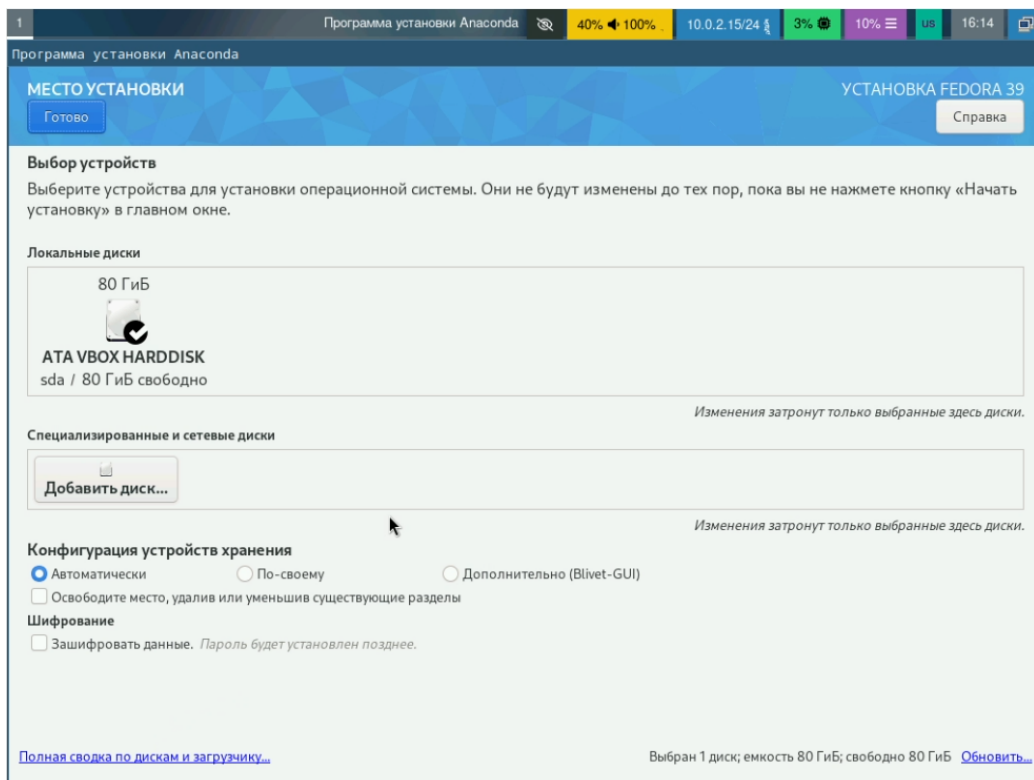 1
Программа установки Anaconda
40% 100%
10.0.2.15/24
3%
10%
us
16:14
Программа установки Anaconda
МЕСТО УСТАНОВКИ
УСТАНОВКА FEDORA 39
Готово
Справка
Выбор устройств
Выберите устройства для установки операционной системы. Они не будут изменены до тех пор, пока вы не нажмете кнопку «Начать
установку» в главном окне.
Локальные диски
80 ГиБ
ATA VBOX HARDDISK
sda / 80 ГиБ свободно
Изменения затронут только выбранные здесь диски.
Специализированные и сетевые диски
Добавить диск...
Изменения затронут только выбранные здесь диски.
Конфигурация устройств хранения
Автоматически
По-своему
Дополнительно (Blivet-GUI)
Освободите место, удалив или уменьшив существующие разделы
Шифрование
Зашифровать данные. Пароль будет установлен позднее.
Полная сводка по дискам и загрузчику...
Выбран 1 диск; емкость 80 ГиБ; свободно 80 ГиБ Обновить...